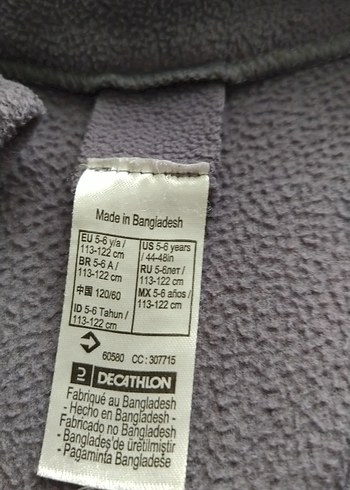 Made in Bangladesh
EU 5-6 y/a /
113-122 cm
BR 5-6 A /
113-122 cm
中国 120/60
ID 5-6 Tahun /
113-122 cm
US 5-6 years
/ 44-48in
RU 5-6лет /
113-122 cm
MX 5-6 años /
113-122 cm
60580 CC : 307715
DECATHLON
Fabriqué au Bangladesh
- Hecho en Bangladesh -
Fabricado no Bangladesh
- Bangladeş'de üretilmiştir
- Pagaminta Bangladeše